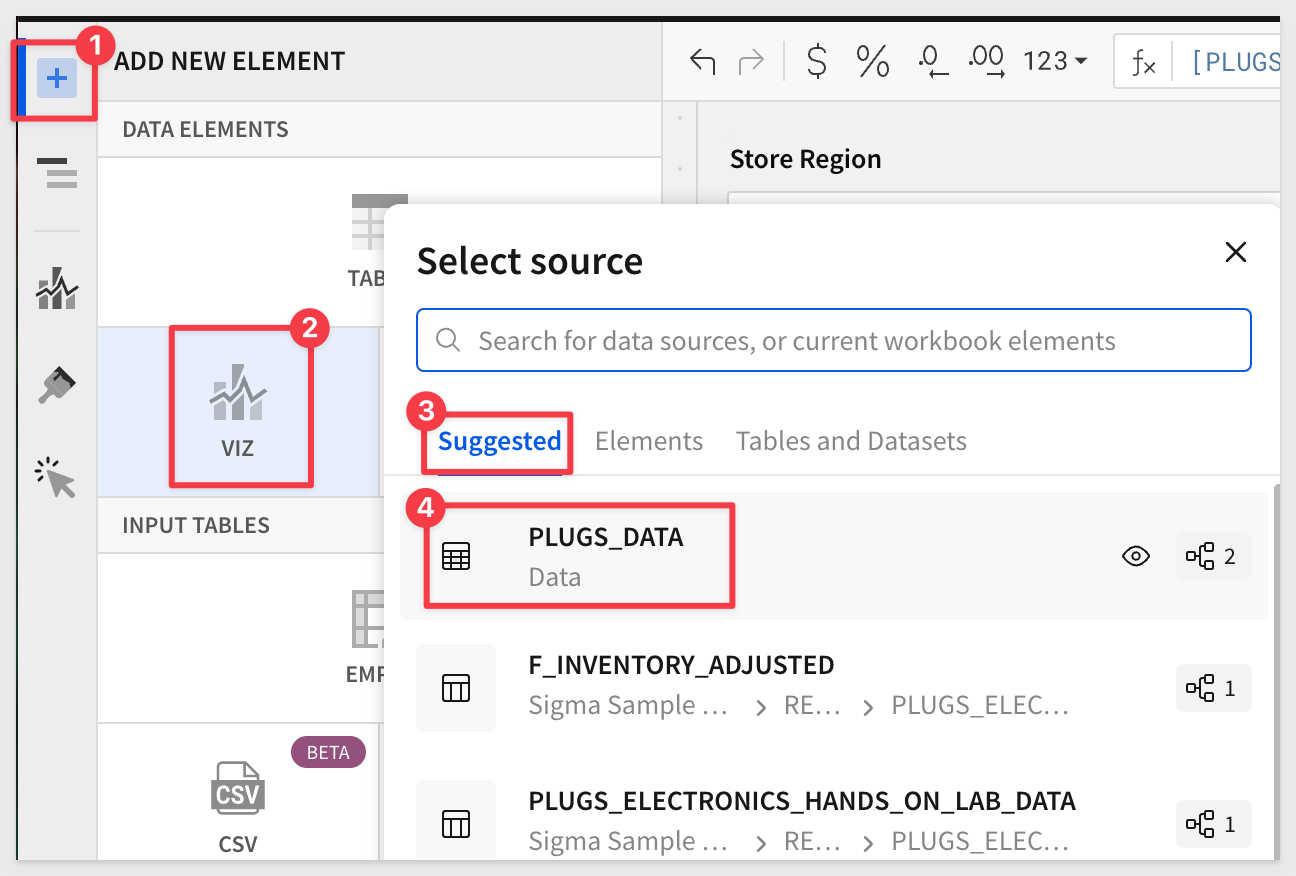 1
ADD NEW ELEMENT
$ % .0 .00 123
fx [PLUGS
DATA ELEMENTS
Store Region
TAB
Select source
2
Search for data sources, or current workbook elements
VIZ
3
Suggested Elements Tables and Datasets
4
INPUT TABLES
PLUGS_DATA
Data
2
EMP
F_INVENTORY_ADJUSTED
Sigma Sample ... > RE... > PLUGS_ELEC...
1
BETA
CSV
CSV
PLUGS_ELECTRONICS_HANDS_ON_LAB_DATA
Sigma Sample ... > RE... > PLUGS_ELEC...
1